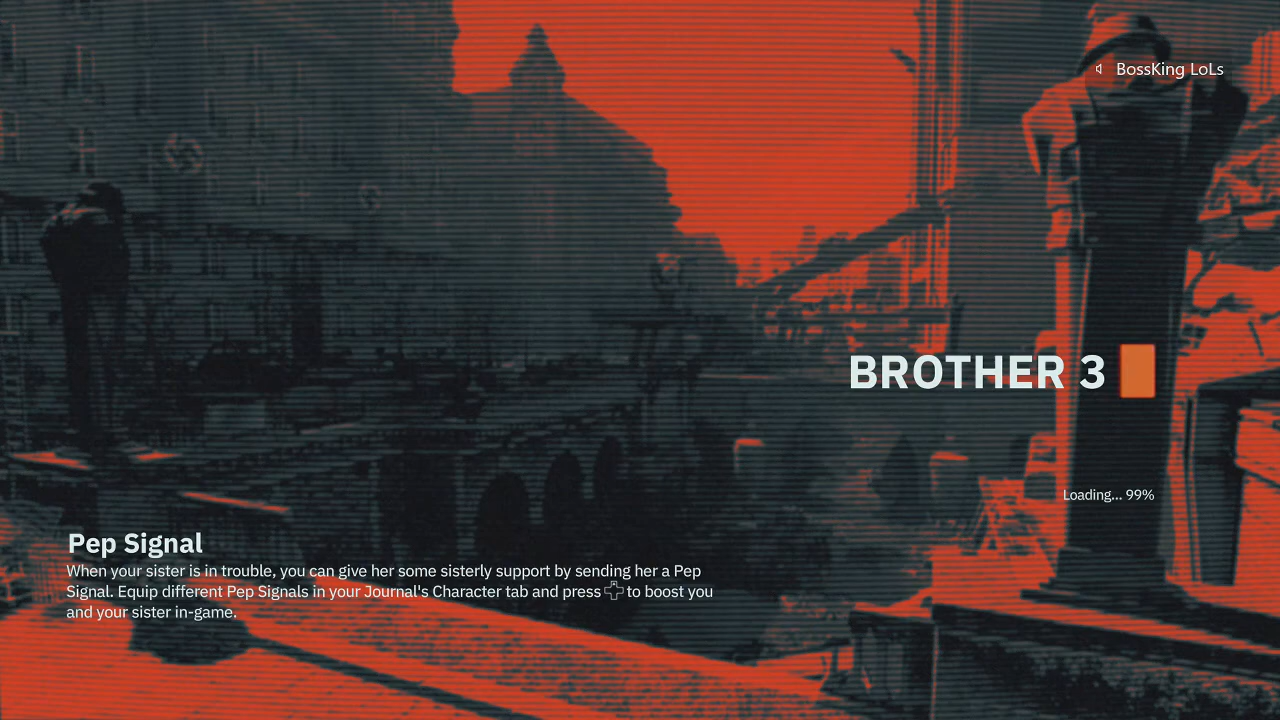 BossKing LoLs
BROTHER 3
Loading... 99%
Pep Signal
When your sister is in trouble, you can give her some sisterly support by sending her a Pep
Signal. Equip different Pep Signals in your Journal's Character tab and press to boost you
and your sister in-game.